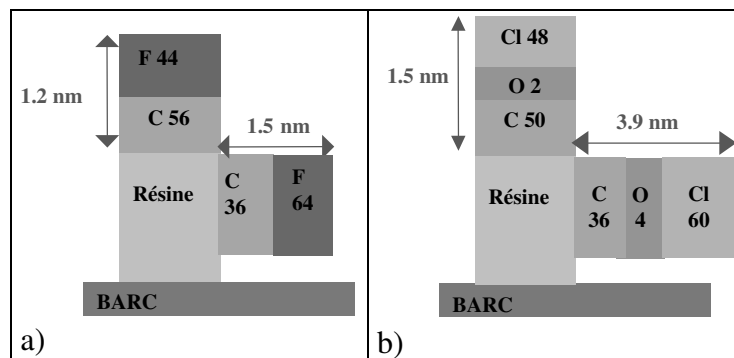 F 44
1.2 nm
C 56
1.5 nm
Résine
C
36
F
64
BARC
a)
Cl 48
1.5 nm
O 2
C 50
3.9 nm
Résine
C
36
O
4
Cl
60
BARC
b)